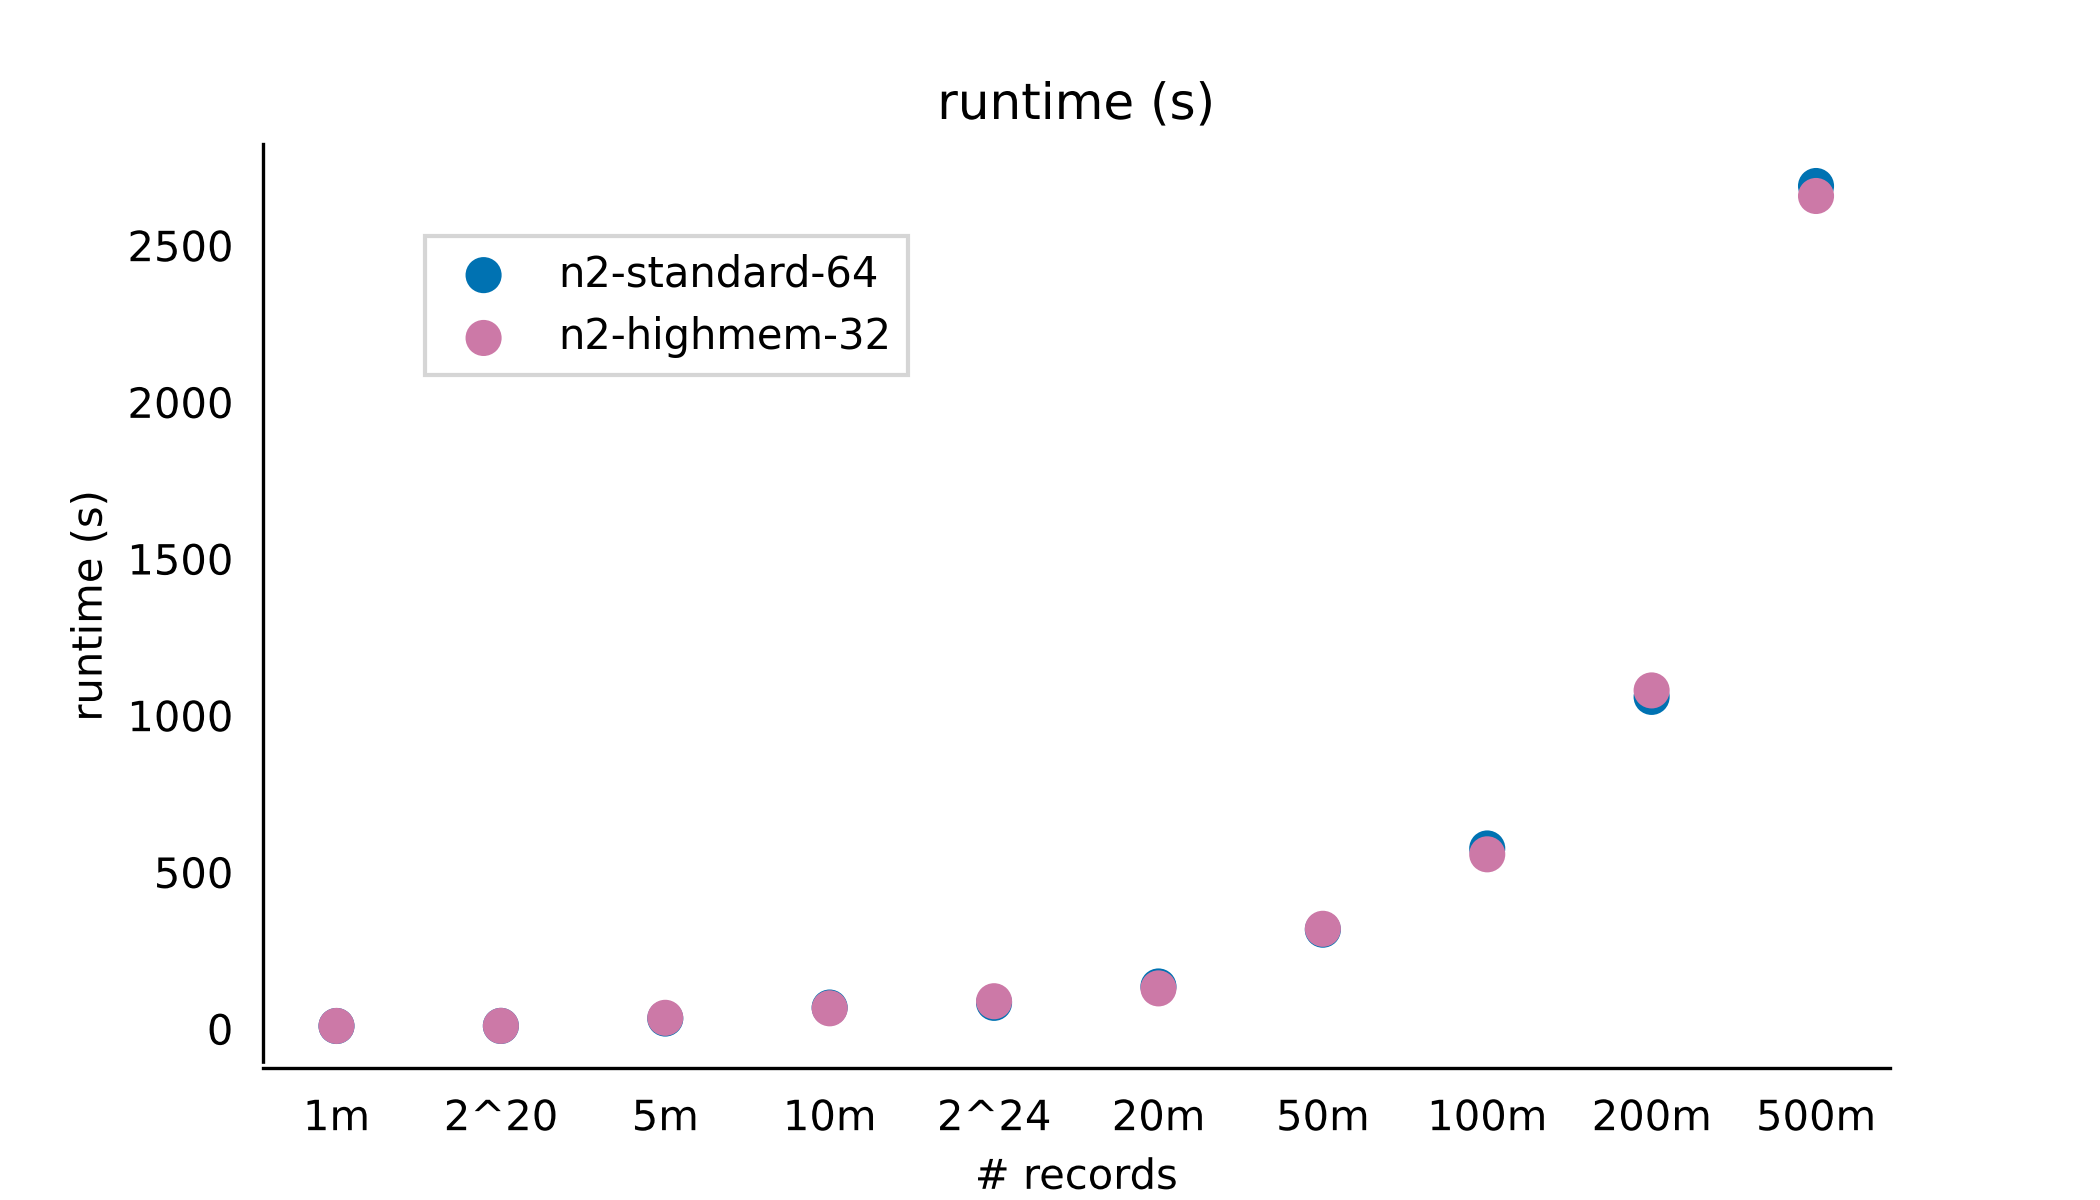 runtime (s)
n2-standard-64
n2-highmem-32
runtime (s)
2500
2000
1500
1000
500
0
1m 2^20 5m 10m 2^24 20m 50m 100m 200m 500m
# records